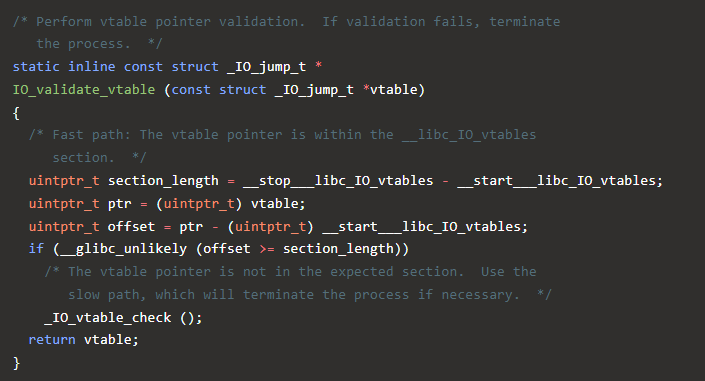 /* Perform vtable pointer validation.  If validation fails, terminate
   the process.  */
static inline const struct _IO_jump_t *
IO_validate_vtable (const struct _IO_jump_t *vtable)
{
  /* Fast path: The vtable pointer is within the __libc_IO_vtables
     section.  */
  uintptr_t section_length = __stop___libc_IO_vtables - __start___libc_IO_vtables;
  uintptr_t ptr = (uintptr_t) vtable;
  uintptr_t offset = ptr - (uintptr_t) __start___libc_IO_vtables;
  if (__glibc_unlikely (offset >= section_length))
    /* The vtable pointer is not in the expected section.  Use the
       slow path, which will terminate the process if necessary.  */
    _IO_vtable_check ();
  return vtable;
}